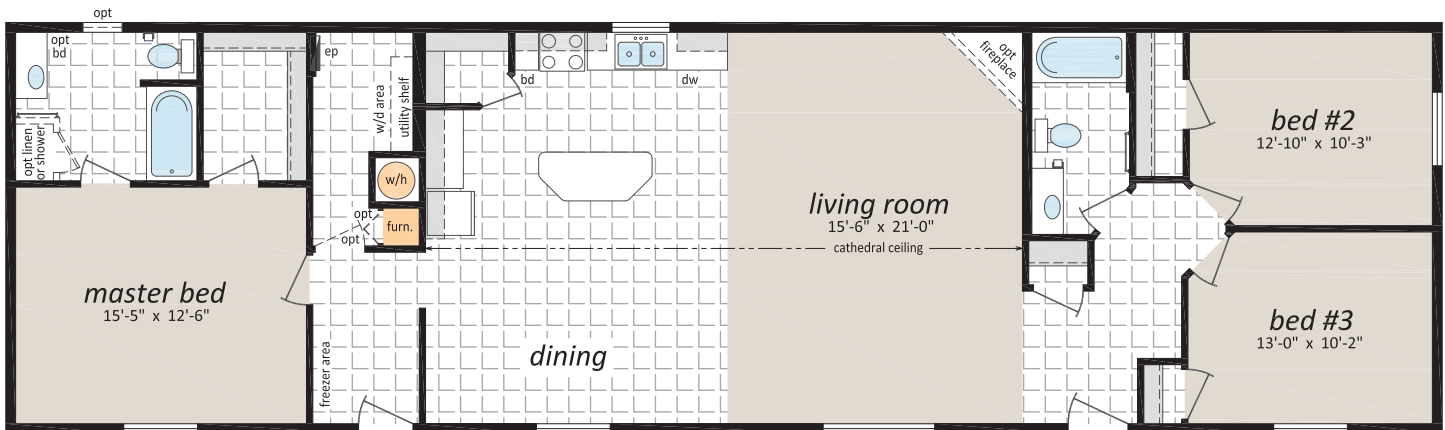 opt
opt
bd
opt linen
or shower
ep
w/d area
utility shelf
w/h
opt
furn.
opt
bd
dw
opt
fireplace
master bed
15'-5" x 12'-6"
freezer area
dining
living room
15'-6" x 21'-0"
cathedral ceiling
bed #2
12'-10" x 10'-3"
bed #3
13'-0" x 10'-2"